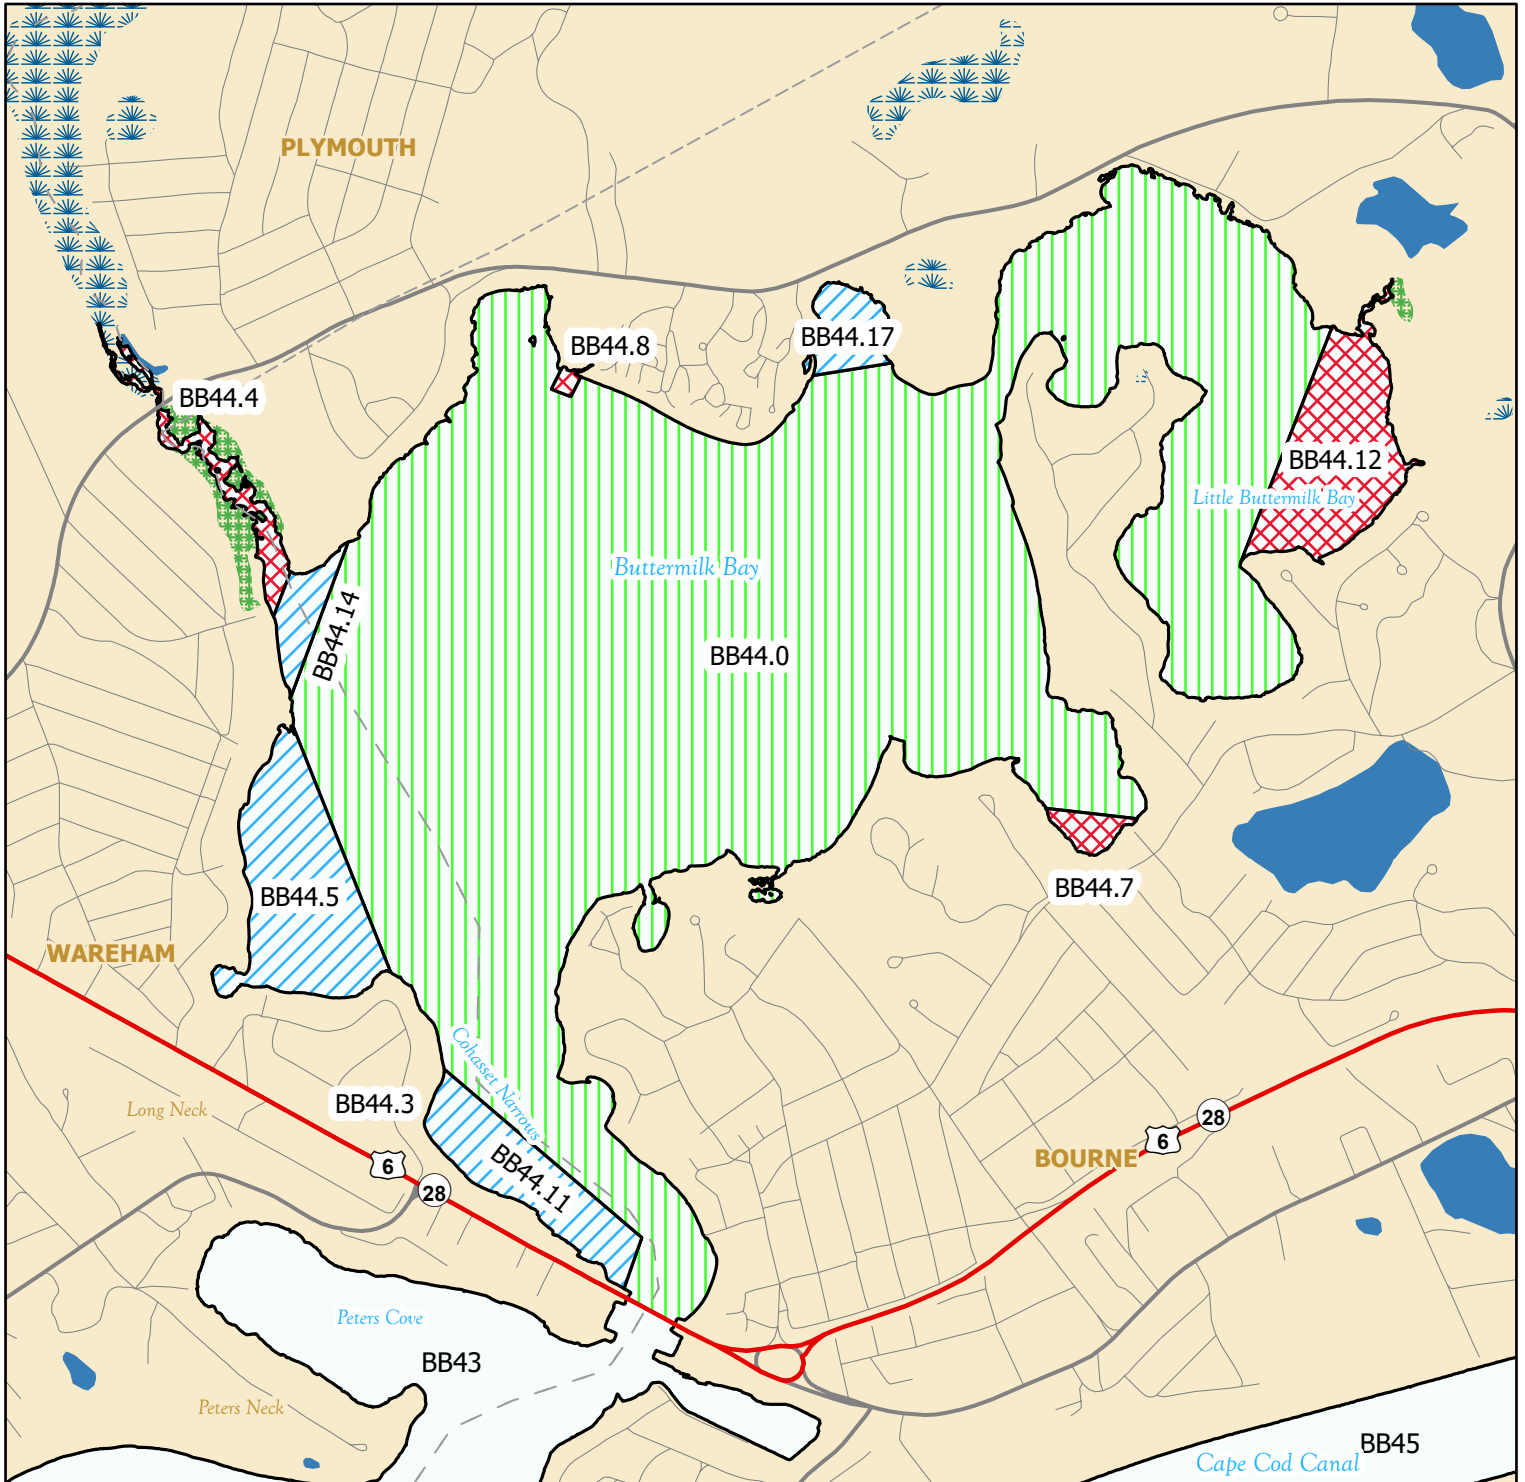 PLYMOUTH
BB44.17
BB44.8
BB44.4
BB44.12
Little Buttermilk Bay
Buttermilk Bay
BB44.14
BB44.0
BB44.7
BB44.5
WAREHAM
Cohasset Narrows
BB44.3
Long Neck
28
6
BOURNE
6
28
BB44.11
Peters Cove
BB43
Peters Neck
BB45
Cape Cod Canal